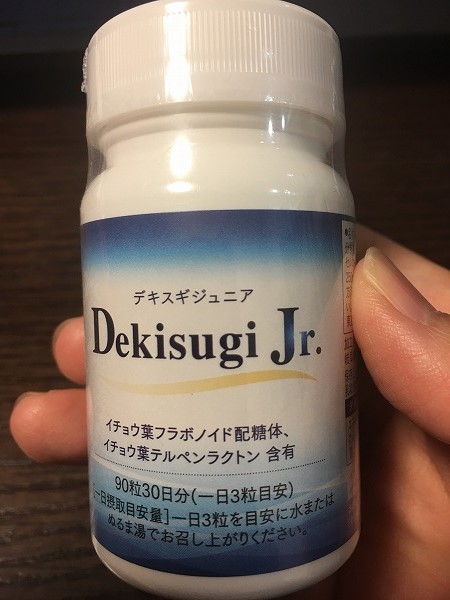 デキスギジュニア
Dekisugi Jr.
イチョウ葉フラボノイド配糖体、
イチョウ葉テルペンラクトン 含有
90粒30日分(一日3粒目安)
[一日摂取目安量]一日3粒を目安に水または
ぬるま湯でお召し上がりください。